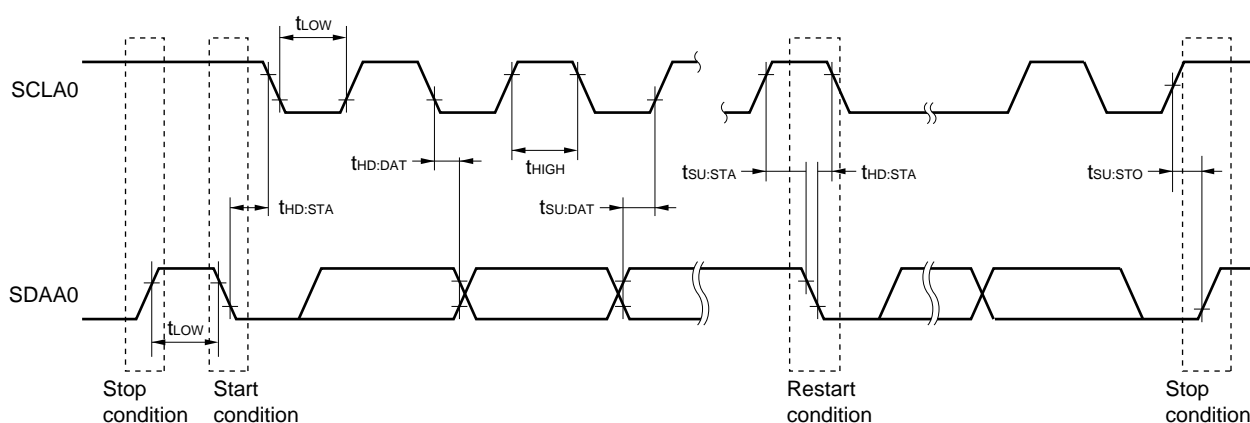 tLOW
SCLA0
tHD:DAT
tHIGH
tSU:STA
tHD:STA
tSU:STO
tHD:STA
tSU:DAT
SDAA0
tLOW
Stop
condition
Start
condition
Restart
condition
Stop
condition